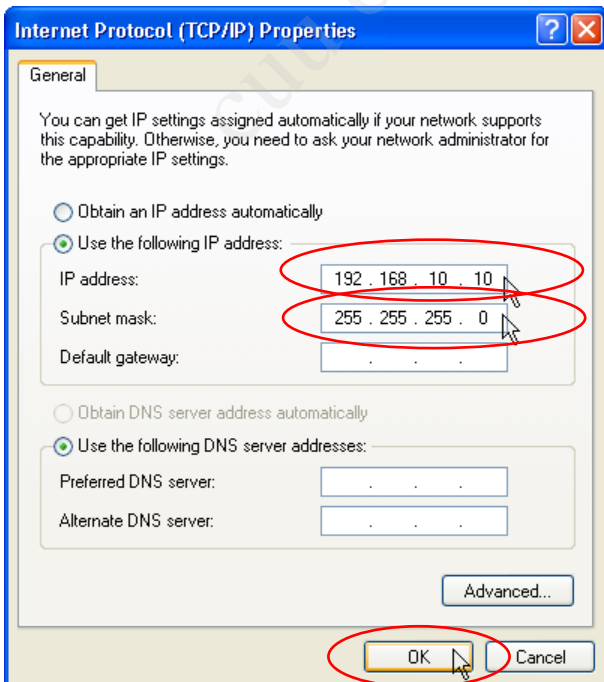 Internet Protocol (TCP/IP) Properties
General
You can get IP settings assigned automatically if your network supports
this capability. Otherwise, you need to ask your network administrator for
the appropriate IP settings.
Obtain an IP address automatically
Use the following IP address:
IP address: 192 . 168 . 10 . 10
Subnet mask: 255 . 255 . 255 . 0
Default gateway: . . .
Obtain DNS server address automatically
Use the following DNS server addresses:
Preferred DNS server: . . .
Alternate DNS server: . . .
Advanced...
OK Cancel